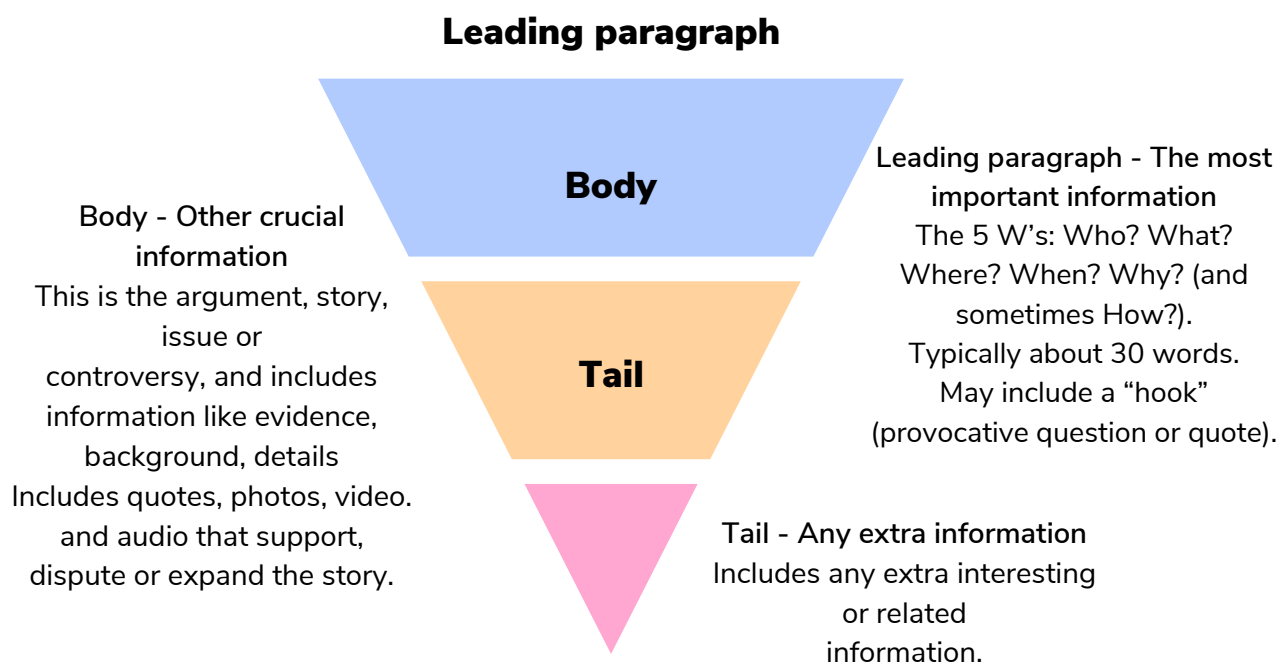 Leading paragraph
Body
Tail
Body - Other crucial
information
This is the argument, story,
issue or
controversy, and includes
information like evidence,
background, details
Includes quotes, photos, video.
and audio that support,
dispute or expand the story.
Leading paragraph - The most
important information
The 5 W’s: Who? What?
Where? When? Why? (and
sometimes How?).
Typically about 30 words.
May include a “hook”
(provocative question or quote).
Tail - Any extra information
Includes any extra interesting
or related
information.